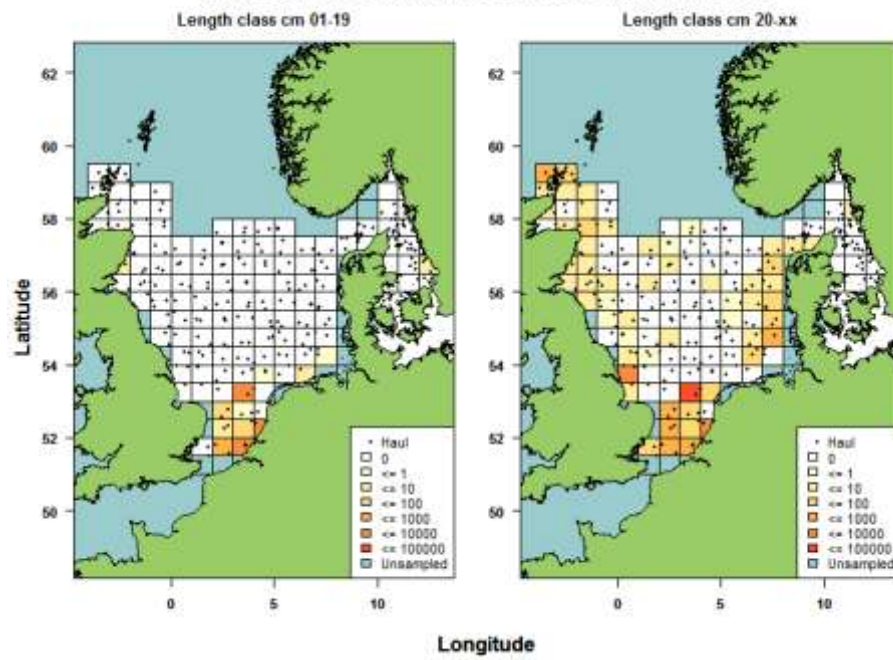 Length class cm 01-19
Length class cm 20-xx
62
60
58
56
54
52
50
62
60
58
56
54
52
50
Latitude
Haul
0
<= 1
<= 10
<= 100
<= 1000
<= 10000
<= 100000
Unsampled
Haul
0
<= 1
<= 10
<= 100
<= 1000
<= 10000
<= 100000
Unsampled
0 5 10
0 5 10
Longitude